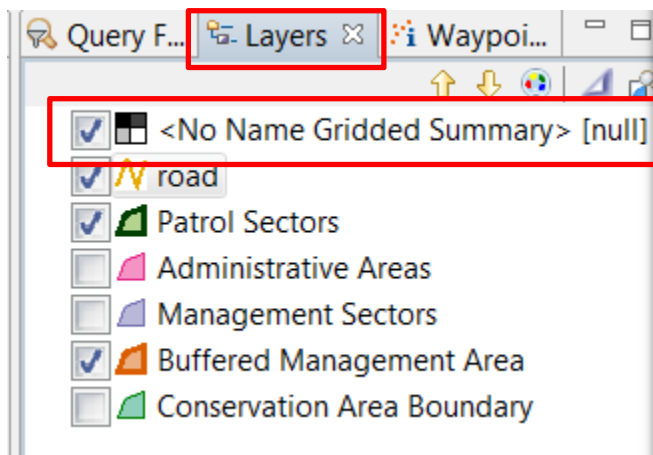 Query F... Layers Waypoi...
<No Name Gridded Summary> [null]
road
Patrol Sectors
Administrative Areas
Management Sectors
Buffered Management Area
Conservation Area Boundary